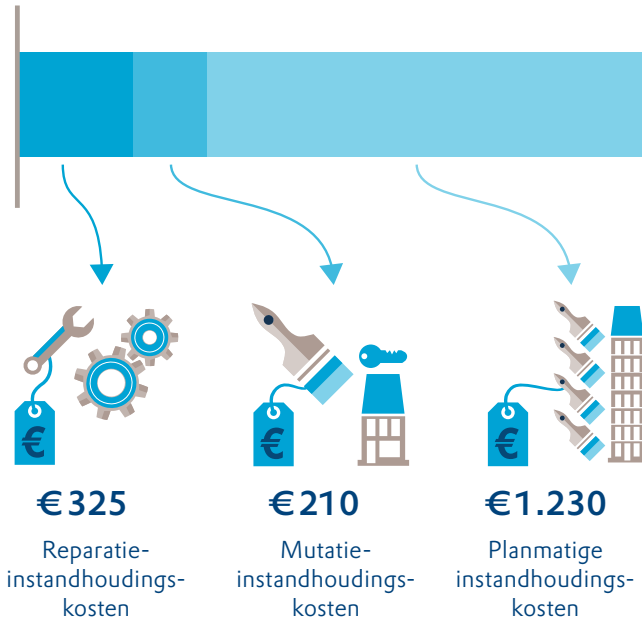 €
€
€
€325
Reparatie-
instandhoudings-
kosten
€210
Mutatie-
instandhoudings-
kosten
€1.230
Planmatige
instandhoudings-
kosten